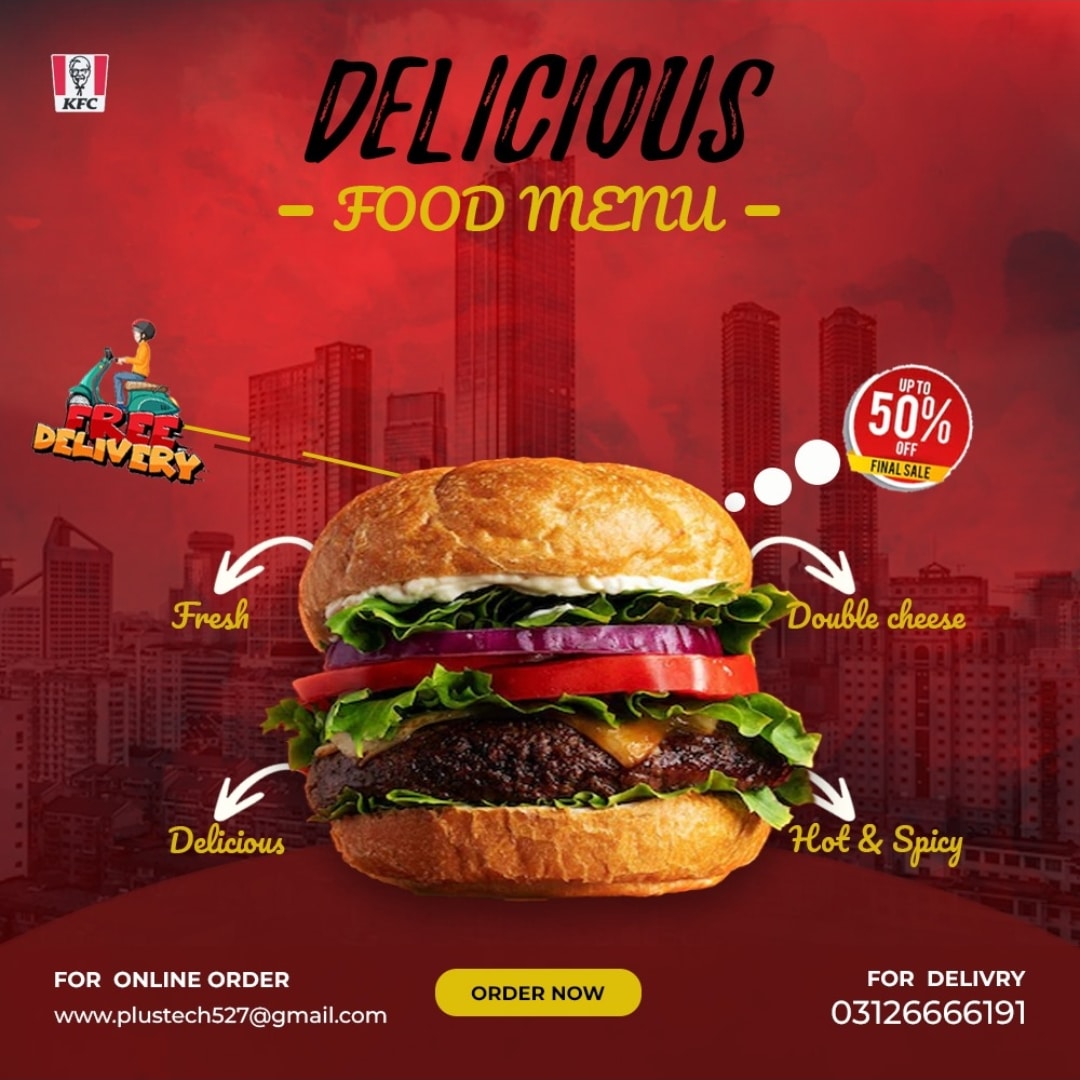 KFC
DELICIOUS
- FOOD MENU -
FREE
DELIVERY
UP TO
50%
OFF
FINAL SALE
Fresh
Double cheese
Delicious
Hot & Spicy
FOR ONLINE ORDER
www.plustech527@gmail.com
ORDER NOW
FOR DELIVRY
03126666191